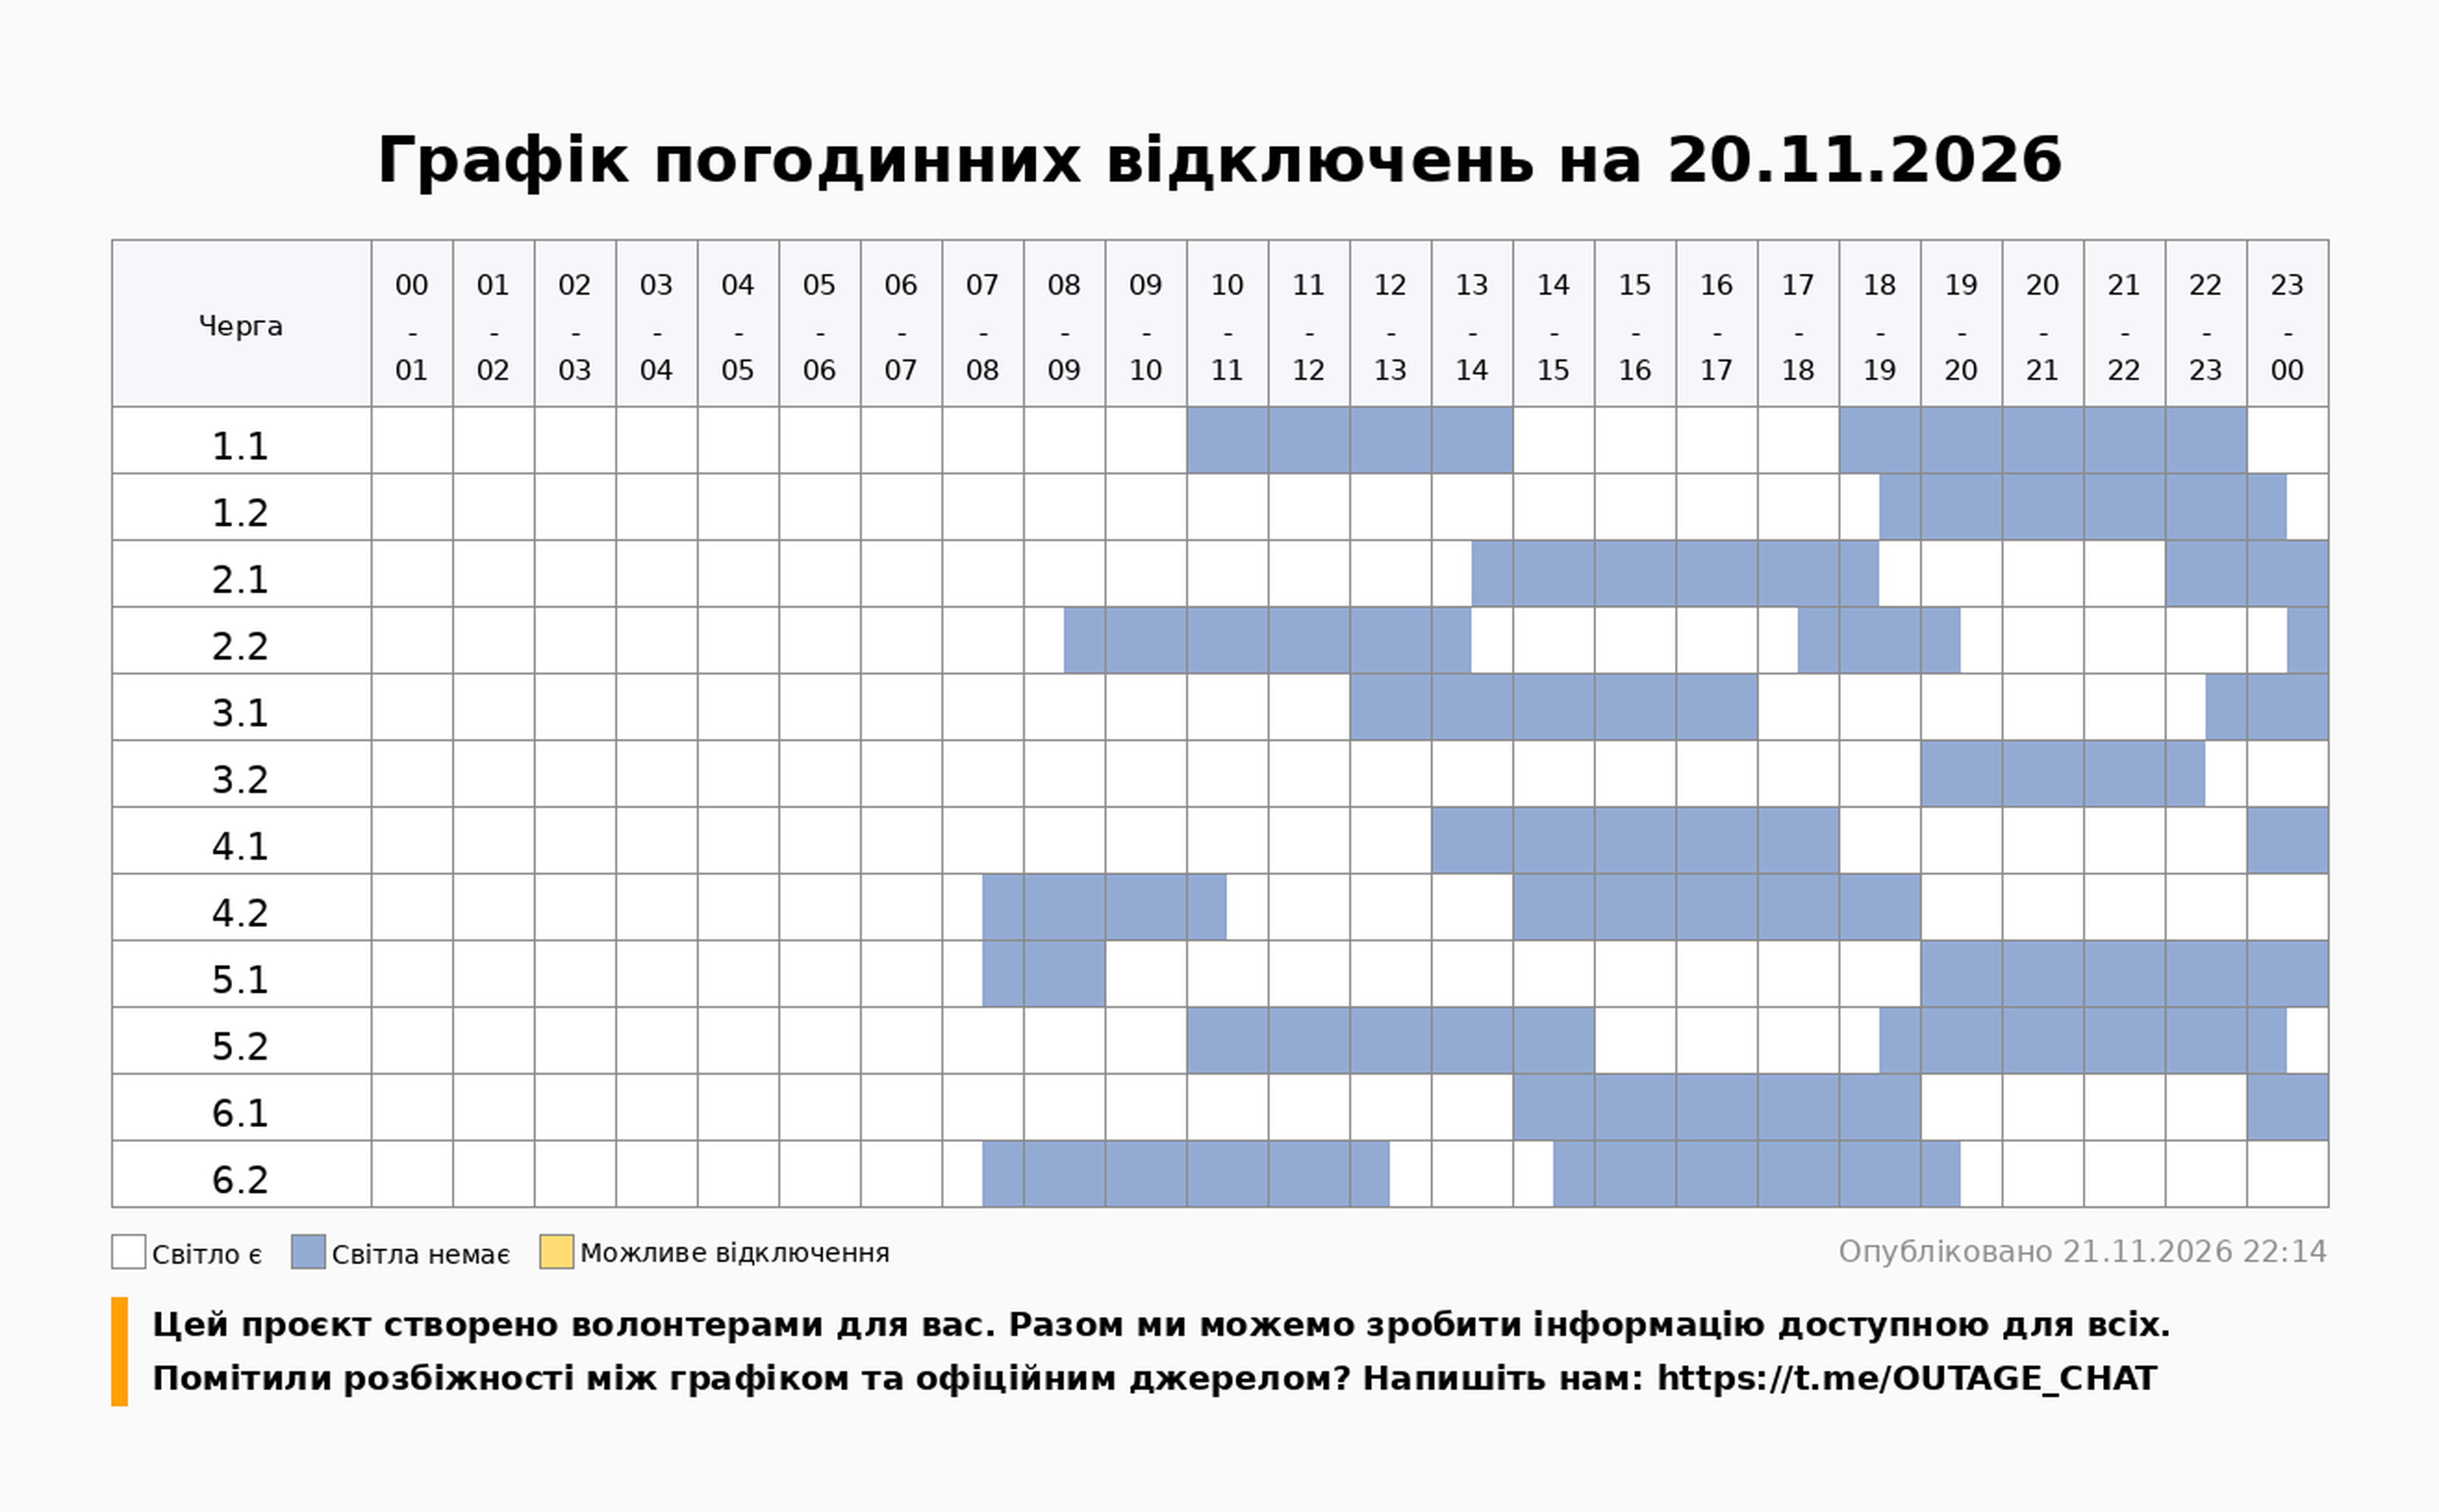 Графік погодинних відключень на 20.11.2026
Черга 00 - 01 01 - 02 02 - 03 03 - 04 04 - 05 05 - 06 06 - 07 07 - 08 08 - 09 09 - 10 10 - 11 11 - 12 12 - 13 13 - 14 14 - 15 15 - 16 16 - 17 17 - 18 18 - 19 19 - 20 20 - 21 21 - 22 22 - 23 23 - 00
1.1
1.2
2.1
2.2
3.1
3.2
4.1
4.2
5.1
5.2
6.1
6.2
Світло є Світла немає Можливе відключення Опубліковано 21.11.2026 22:14
Цей проєкт створено волонтерами для вас. Разом ми можемо зробити інформацію доступною для всіх.
Помітили розбіжності між графіком та офіційним джерелом? Напишіть нам: https://t.me/OUTAGE_CHAT